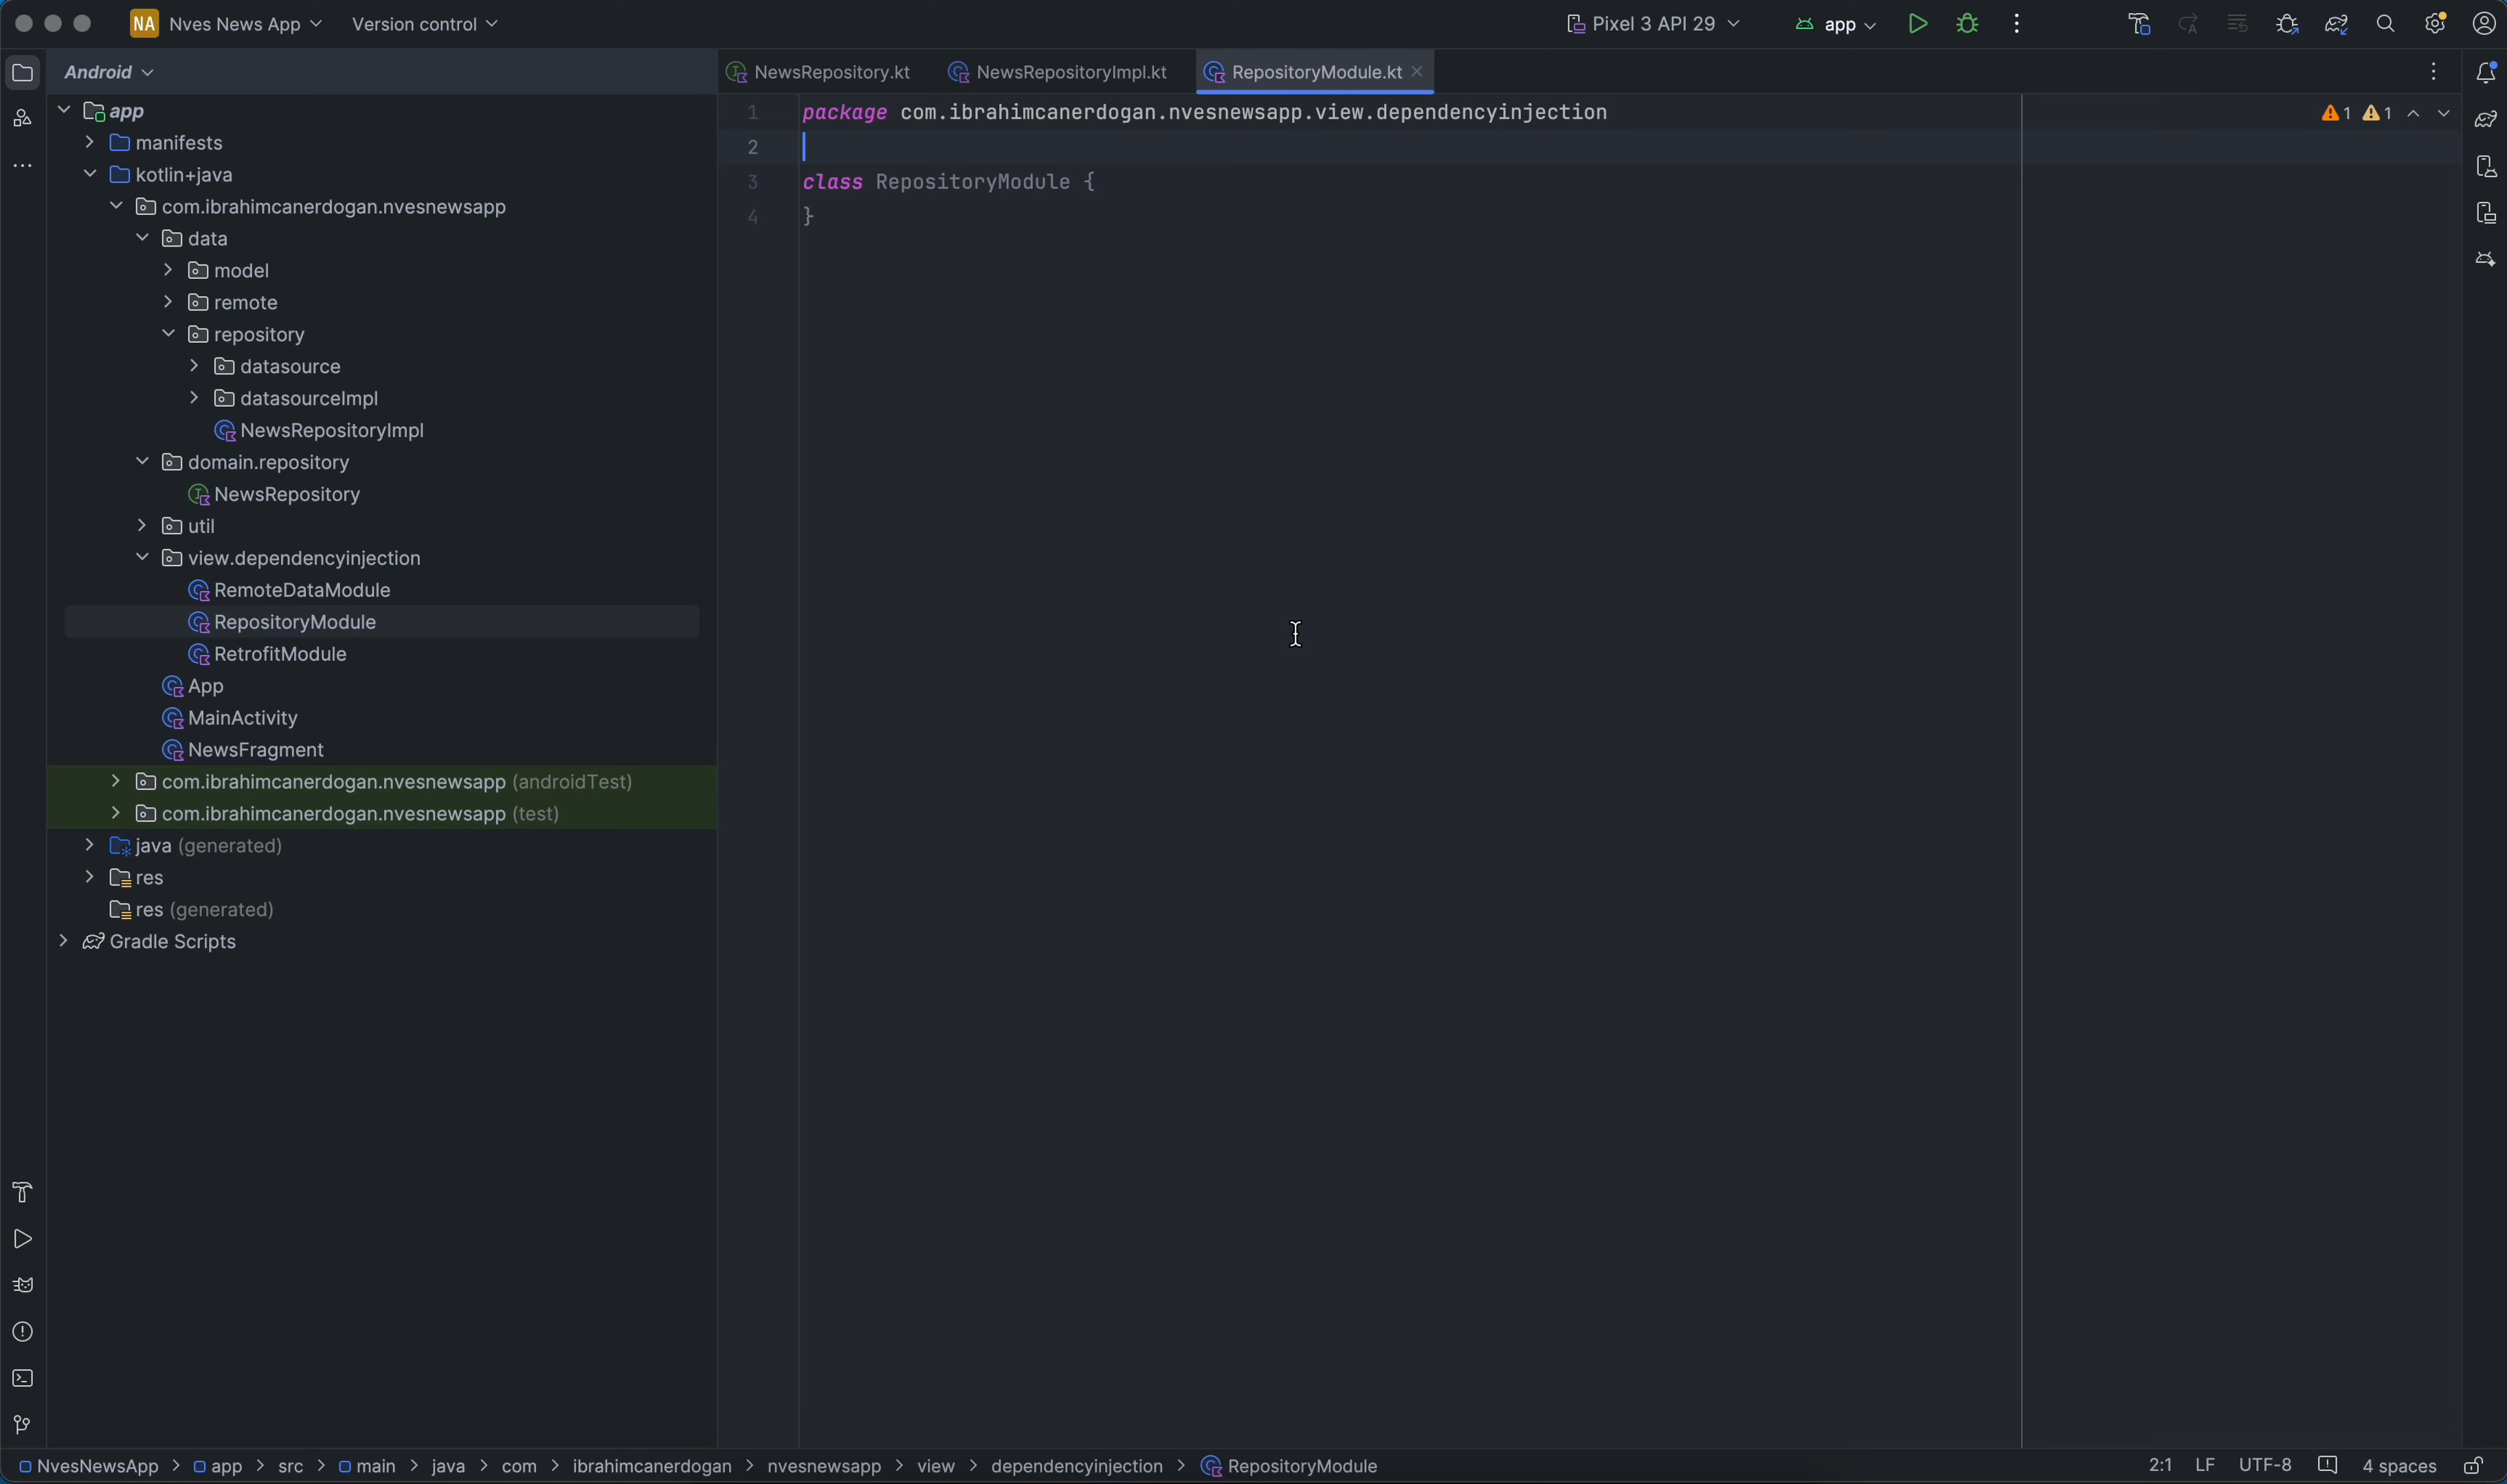 NA Nves News App Version control Pixel 3 API 29 app
Android
NewsRepository.kt NewsRepositoryImpl.kt RepositoryModule.kt
app
manifests
kotlin+java
com.ibrahimcanerdogan.nvesnewsapp
data
model
remote
repository
datasource
datasourceImpl
NewsRepositoryImpl
domain.repository
NewsRepository
util
view.dependencyinjection
RemoteDataModule
RepositoryModule
RetrofitModule
App
MainActivity
NewsFragment
com.ibrahimcanerdogan.nvesnewsapp (androidTest)
com.ibrahimcanerdogan.nvesnewsapp (test)
java (generated)
res
res (generated)
Gradle Scripts
1 package com.ibrahimcanerdogan.nvesnewsapp.view.dependencyinjection
1 1
2
3 class RepositoryModule {
4 }
NvesNewsApp > app > src > main > java > com > ibrahimcanerdogan > nvesnewsapp > view > dependencyinjection > RepositoryModule
2:1 LF UTF-8 4 spaces